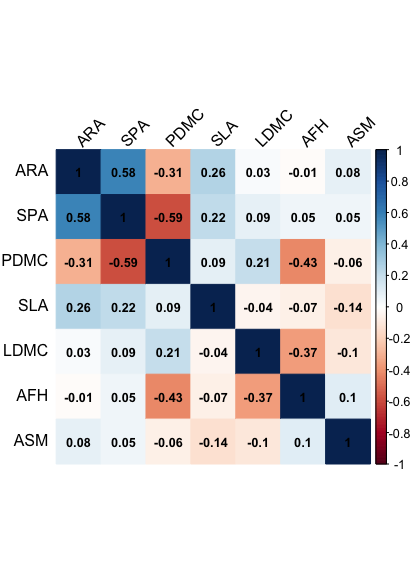 ARA SPA PDMC SLA LDMC AFH ASM
ARA 1 0.58 -0.31 0.26 0.03 -0.01 0.08
SPA 0.58 1 -0.59 0.22 0.09 0.05 0.05
PDMC -0.31 -0.59 1 0.09 0.21 -0.43 -0.06
SLA 0.26 0.22 0.09 1 -0.04 -0.07 -0.14
LDMC 0.03 0.09 0.21 -0.04 1 -0.37 -0.1
AFH -0.01 0.05 -0.43 -0.07 -0.37 1 0.1
ASM 0.08 0.05 -0.06 -0.14 -0.1 0.1 1
1
0.8
0.6
0.4
0.2
0
-0.2
-0.4
-0.6
-0.8
-1